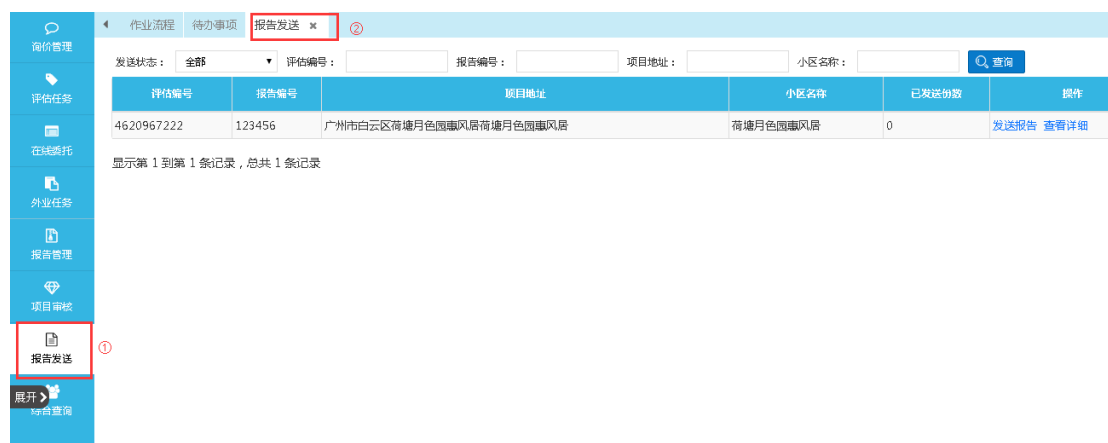 询价管理
评估任务
在线委托
外业任务
报告管理
项目审核
报告发送
展开
综合查询
①
作业流程 待办事项 报告发送 ×
②
发送状态： 全部 评估编号： 报告编号： 项目地址： 小区名称： 查询
评估编号 报告编号 项目地址 小区名称 已发送份数 操作
4620967222 123456 广州市白云区荷塘月色园康风居荷塘月色园康风居 荷塘月色园康风居 0 发送报告 查看详细
显示第 1 到第 1 条记录，总共 1 条记录